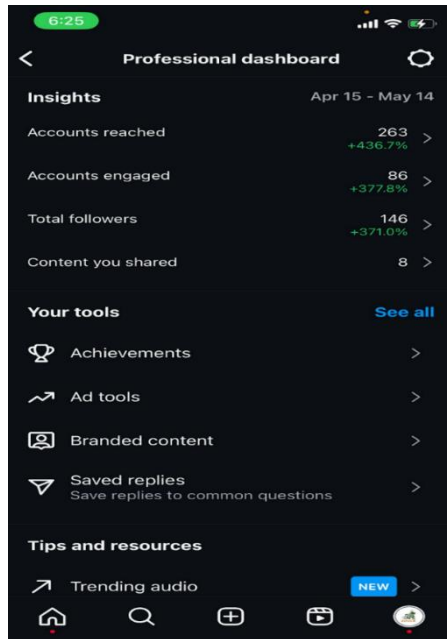 6:25
Professional dashboard
Insights Apr 15 - May 14
Accounts reached 263
+436.7%
Accounts engaged 86
+377.8%
Total followers 146
+371.0%
Content you shared 8
Your tools See all
Achievements
Ad tools
Branded content
Saved replies
Save replies to common questions
Tips and resources
Trending audio NEW